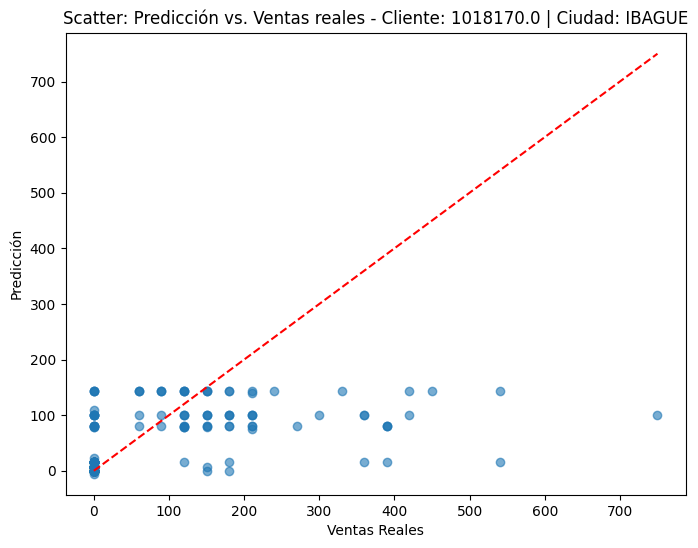 Scatter: Predicción vs. Ventas reales - Cliente: 1018170.0 | Ciudad: IBAGUE
Predicción
700
600
500
400
300
200
100
0
0 100 200 300 400 500 600 700
Ventas Reales